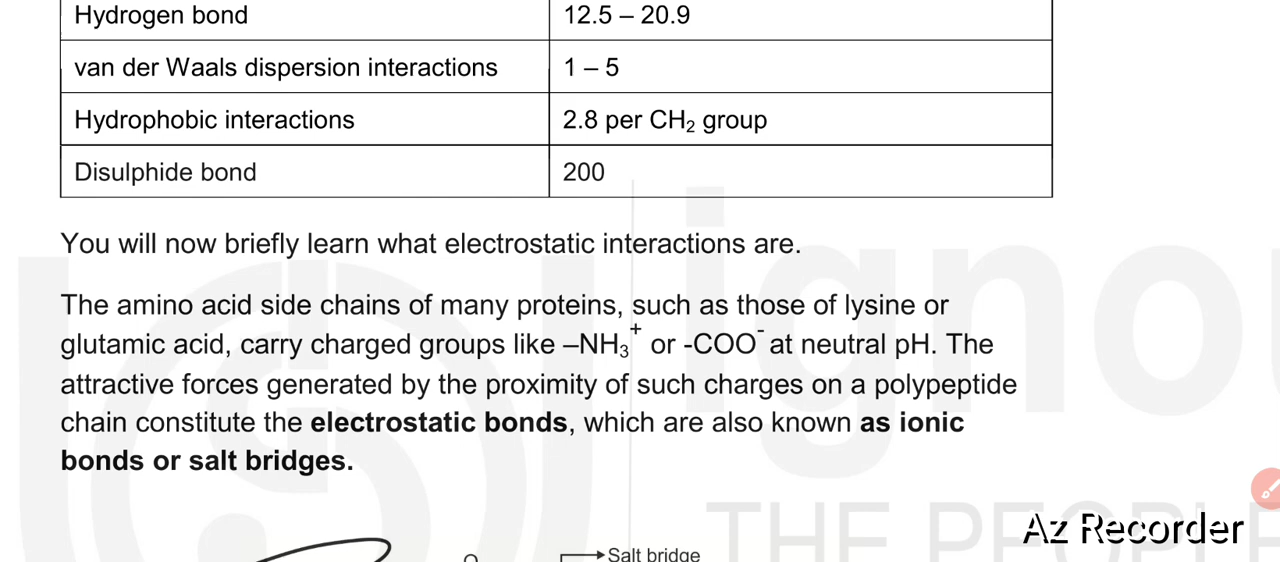 Hydrogen bond 12.5 – 20.9
van der Waals dispersion interactions 1 – 5
Hydrophobic interactions 2.8 per CH₂ group
Disulphide bond 200
You will now briefly learn what electrostatic interactions are.
The amino acid side chains of many proteins, such as those of lysine or
glutamic acid, carry charged groups like –NH₃⁺ or -COO⁻ at neutral pH. The
attractive forces generated by the proximity of such charges on a polypeptide
chain constitute the electrostatic bonds, which are also known as ionic
bonds or salt bridges.
ignou
THE PEOPLE
Az Recorder
Salt bridge